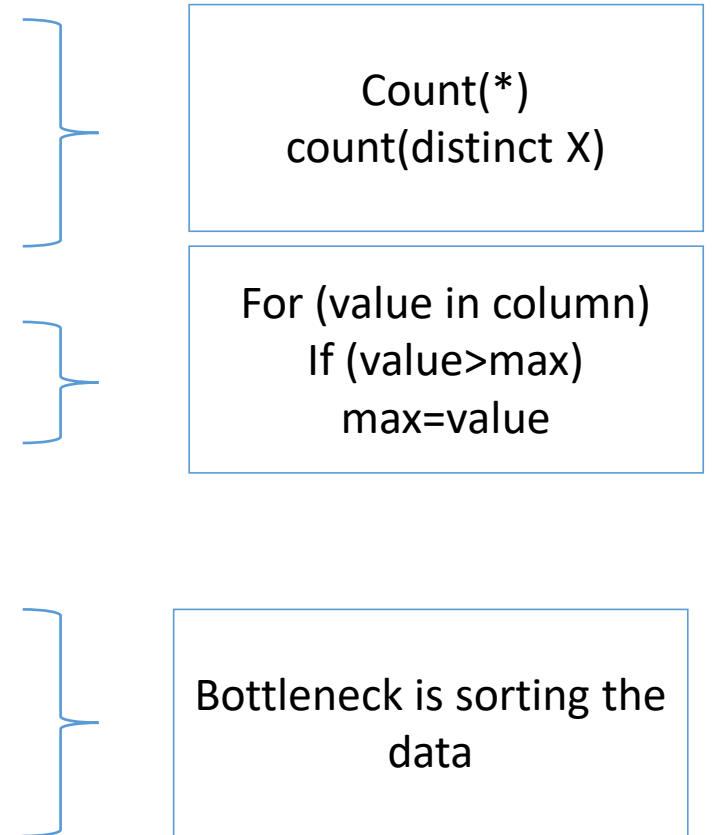 Count(*)
count(distinct X)
For (value in column)
If (value>max)
max=value
Bottleneck is sorting the
data